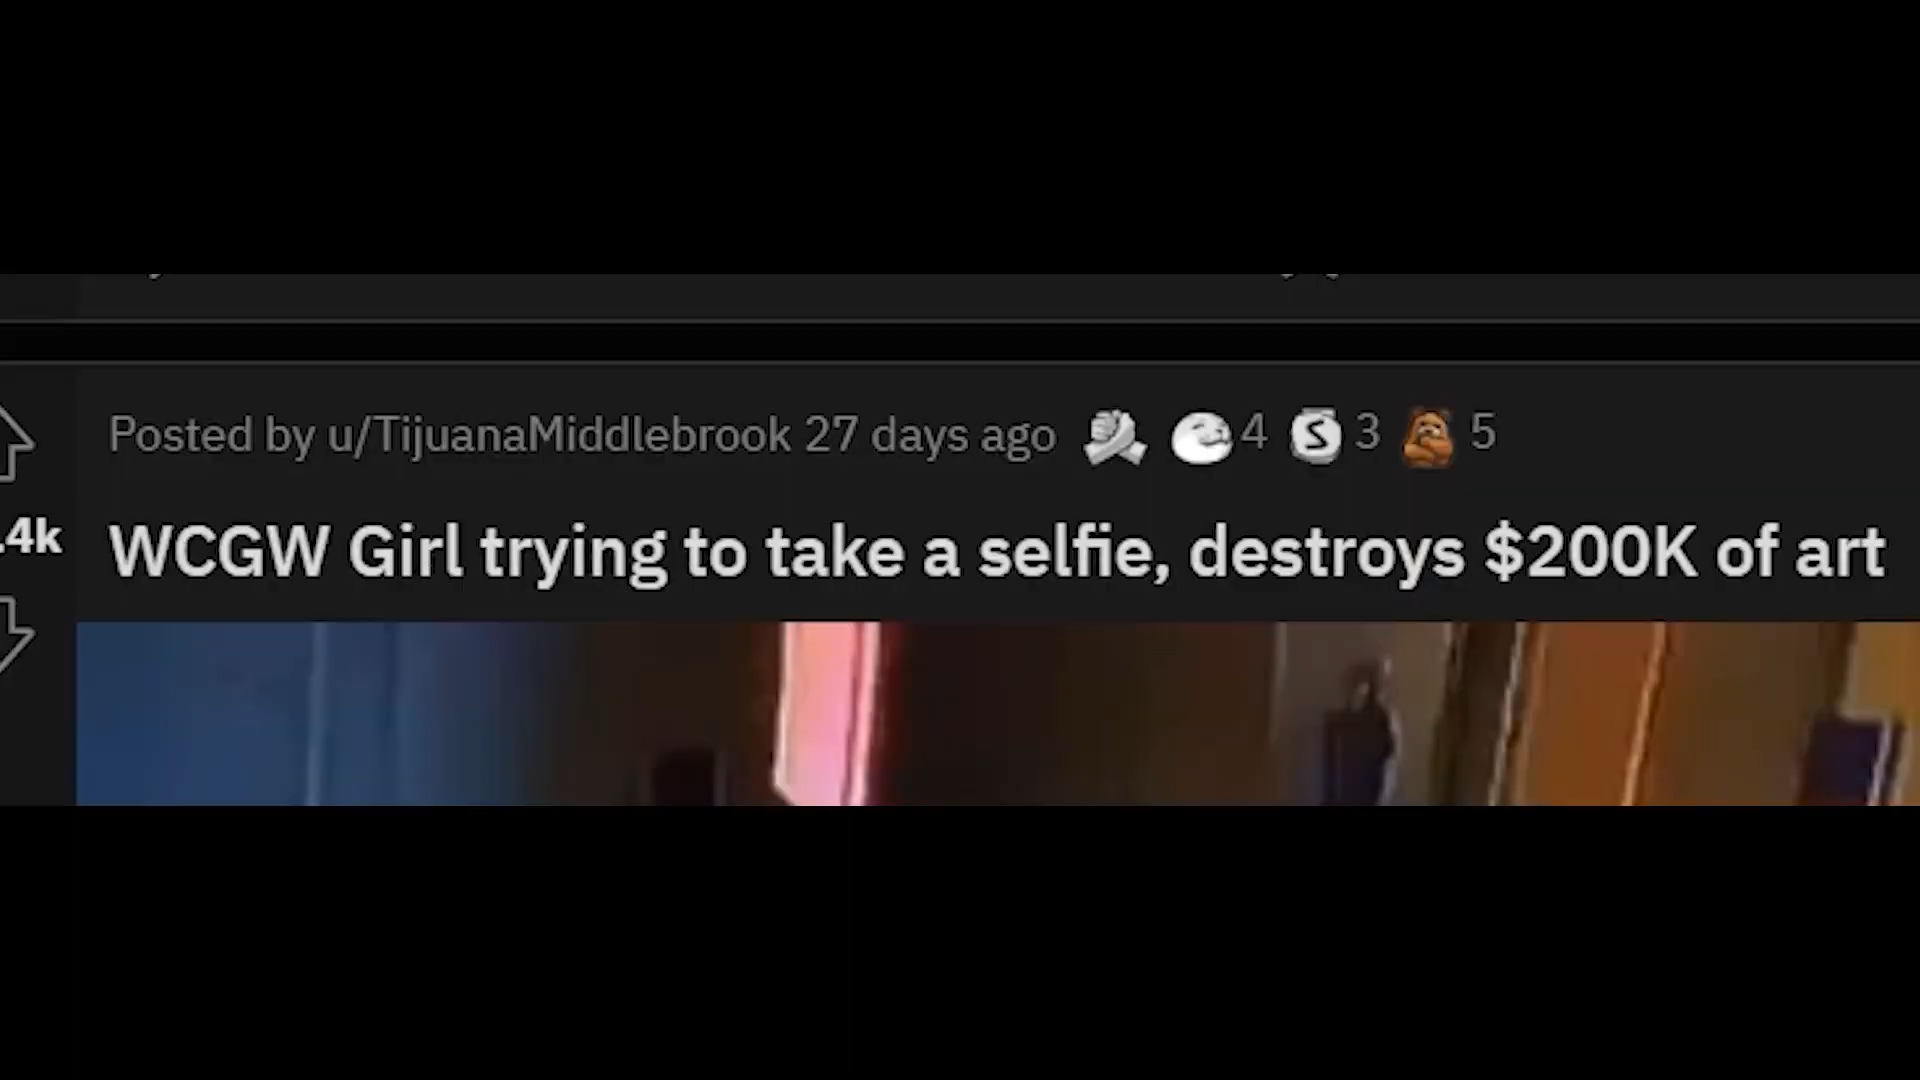 Posted by u/TijuanaMiddlebrook 27 days ago 4 S 3 5
.4k
WCGW Girl trying to take a selfie, destroys $200K of art